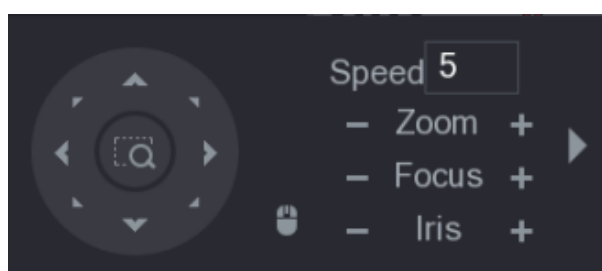 Speed 5
− Zoom +
− Focus +
− Iris +